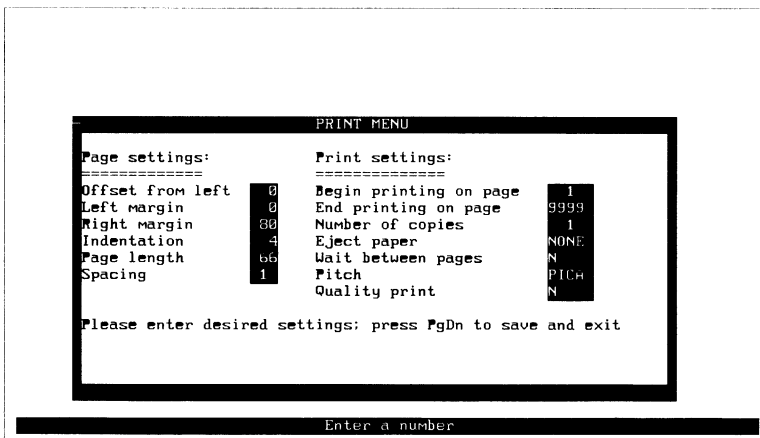 PRINT MENU
Page settings: Print settings:
============= ==============
Offset from left 0 Begin printing on page 1
Left margin 0 End printing on page 9999
Right margin 80 Number of copies 1
Indentation 4 Eject paper NONE
Page length 66 Wait between pages N
Spacing 1 Pitch PICA
Quality print N
Please enter desired settings; press PgDn to save and exit
Enter a number